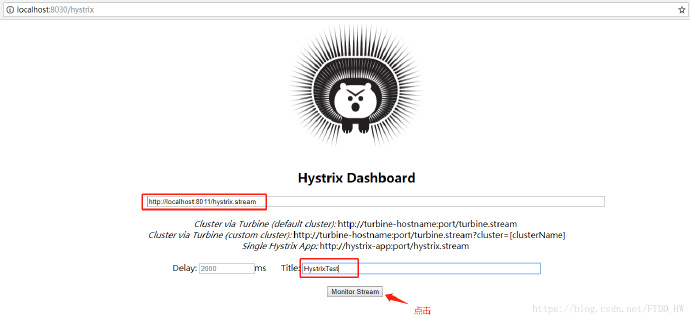 localhost:8030/hystrix
Hystrix Dashboard
http://localhost:8011/hystrix.stream
Cluster via Turbine (default cluster): http://turbine-hostname:port/turbine.stream
Cluster via Turbine (custom cluster): http://turbine-hostname:port/turbine.stream?cluster=[clusterName]
Single Hystrix App: http://hystrix-app:port/hystrix.stream
Delay: 2000 ms Title: HystrixTest
Monitor Stream
点击
https://blog.csdn.net/FTDD_HW